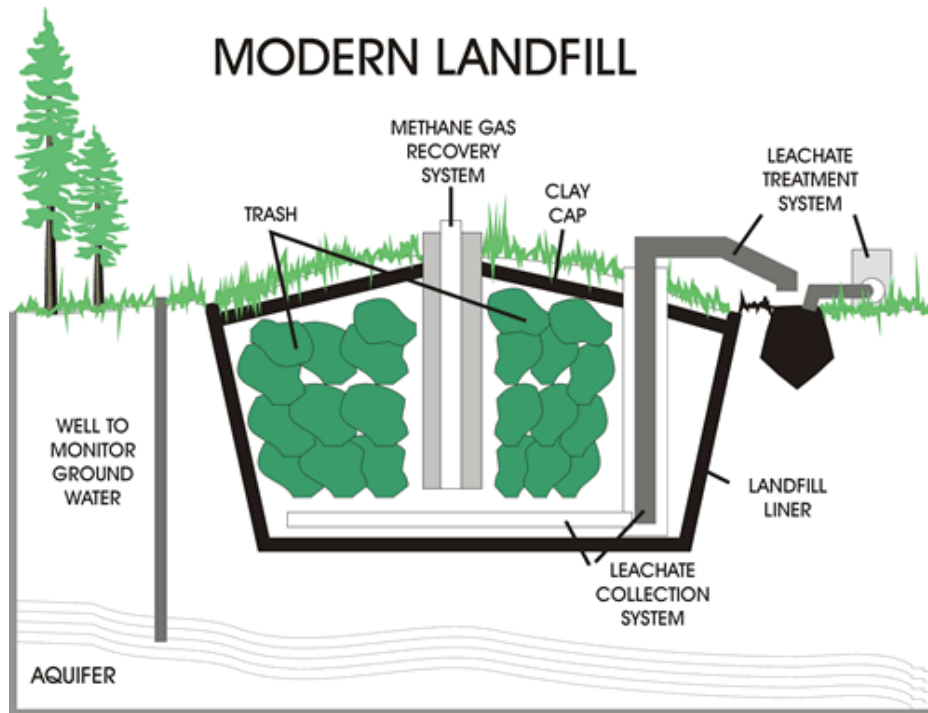 MODERN LANDFILL
METHANE GAS
RECOVERY
SYSTEM
LEACHATE
TREATMENT
SYSTEM
TRASH
CLAY
CAP
WELL TO
MONITOR
GROUND
WATER
LANDFILL
LINER
LEACHATE
COLLECTION
SYSTEM
AQUIFER